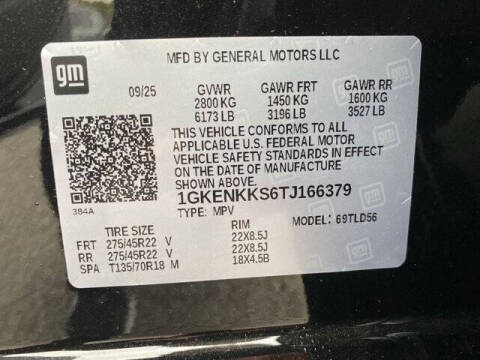 gm
MFD BY GENERAL MOTORS LLC
09/25 GVWR GAWR FRT GAWR RR
2800 KG 1450 KG 1600 KG
6173 LB 3196 LB 3527 LB
THIS VEHICLE CONFORMS TO ALL
APPLICABLE U.S. FEDERAL MOTOR
VEHICLE SAFETY STANDARDS IN EFFECT
ON THE DATE OF MANUFACTURE
SHOWN ABOVE.
384A
1GKENKKS6TJ166379
TYPE: MPV MODEL: 69TLD56
TIRE SIZE RIM
FRT 275/45R22 V 22X8.5J
RR 275/45R22 V 22X8.5J
SPA T135/70R18 M 18X4.5B